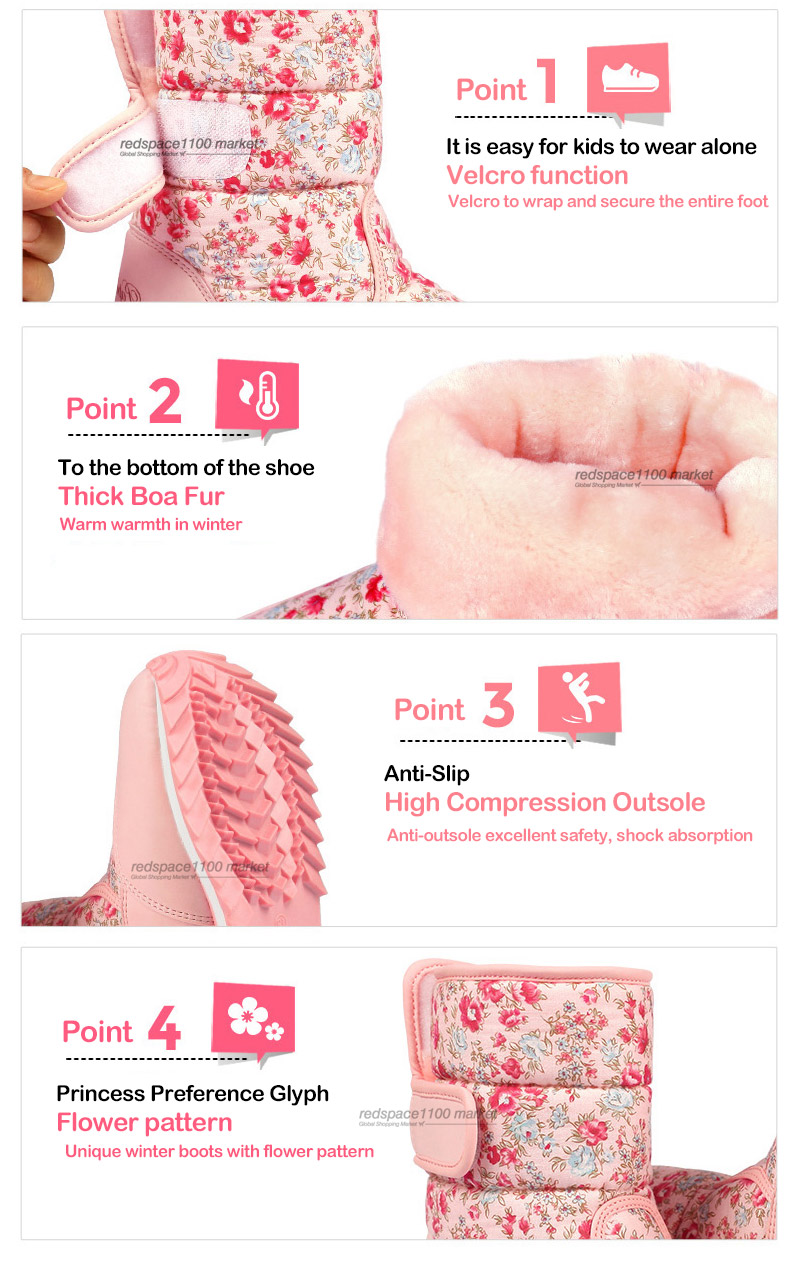 Point 1
It is easy for kids to wear alone
Velcro function
Velcro to wrap and secure the entire foot
redspace1100 market
Global Shopping Market
Point 2
To the bottom of the shoe
Thick Boa Fur
Warm warmth in winter
redspace1100 market
Global Shopping Market
Point 3
Anti-Slip
High Compression Outsole
Anti-outsole excellent safety, shock absorption
redspace1100 market
Global Shopping Market
Point 4
Princess Preference Glyph
Flower pattern
Unique winter boots with flower pattern
redspace1100 market
Global Shopping Market